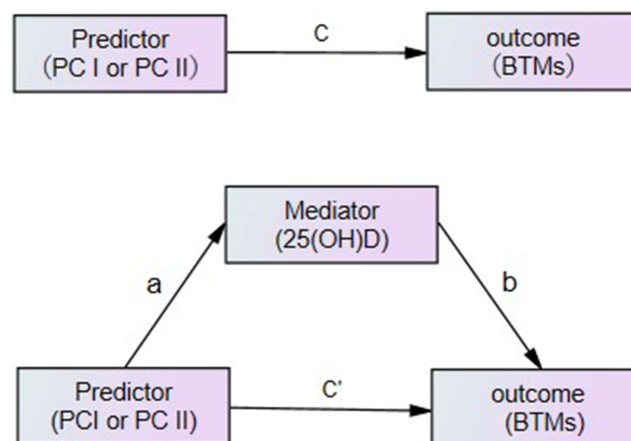 Predictor
(PC I or PC II)
C
outcome
(BTMs)
Mediator
(25(OH)D)
a
b
Predictor
(PCI or PC II)
C'
outcome
(BTMs)